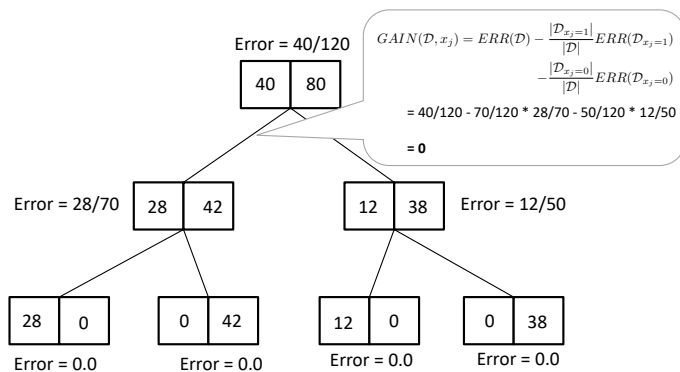 Error = 40/120
40 80
GAIN(𝒟, x_j) = ERR(𝒟) − |𝒟_{x_j=1}|/|𝒟| ERR(𝒟_{x_j=1})
− |𝒟_{x_j=0}|/|𝒟| ERR(𝒟_{x_j=0})
= 40/120 - 70/120 * 28/70 - 50/120 * 12/50
= 0
Error = 28/70
28 42
12 38
Error = 12/50
28 0
0 42
12 0
0 38
Error = 0.0
Error = 0.0
Error = 0.0
Error = 0.0